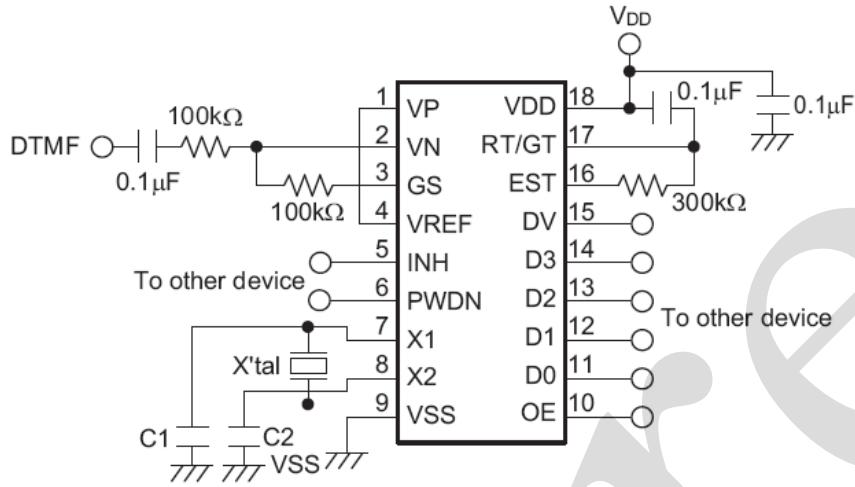 VDD
1 VP VDD 18
0.1μF
0.1μF
100kΩ
2 VN RT/GT 17
DTMF
0.1μF
3 GS EST 16
100kΩ
300kΩ
4 VREF DV 15
5 INH D3 14
To other device
6 PWDN D2 13
To other device
7 X1 D1 12
X'tal
8 X2 D0 11
9 VSS OE 10
C1
C2
VSS